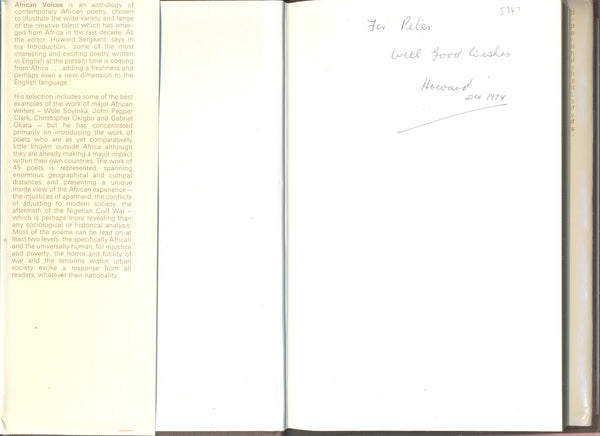 African Voices is an anthology of
contemporary African poetry, chosen
to illustrate the wide variety and range
of the creative talent which has emer-
ged from Africa in the last decade. As
the editor, Howard Sergeant, says in
his Introduction, 'some of the most
interesting and exciting poetry written
in English at the present time is coming
from Africa . . . adding a freshness and
perhaps even a new dimension to the
English language.'
His selection includes some of the best
examples of the work of major African
writers – Wole Soyinka, John Pepper
Clark, Christopher Okigbo and Gabriel
Okara – but he has concentrated
primarily on introducing the work of
poets who are as yet comparatively
little known outside Africa although
they are already making a major impact
within their own countries. The work of
45 poets is represented, spanning
enormous geographical and cultural
distances and presenting a unique
inside view of the African experience –
the injustices of apartheid, the conflicts
of adjusting to modern society, the
aftermath of the Nigerian Civil War –
which is perhaps more revealing than
any sociological or historical analysis.
Most of the poems can be read on at
least two levels, the specifically African
and the universally human, for injustice
and poverty, the horror and futility of
war and the tensions within urban
society evoke a response from all
readers, whatever their nationality.
5347
For Peter
with good wishes
Howard
Dec 1974